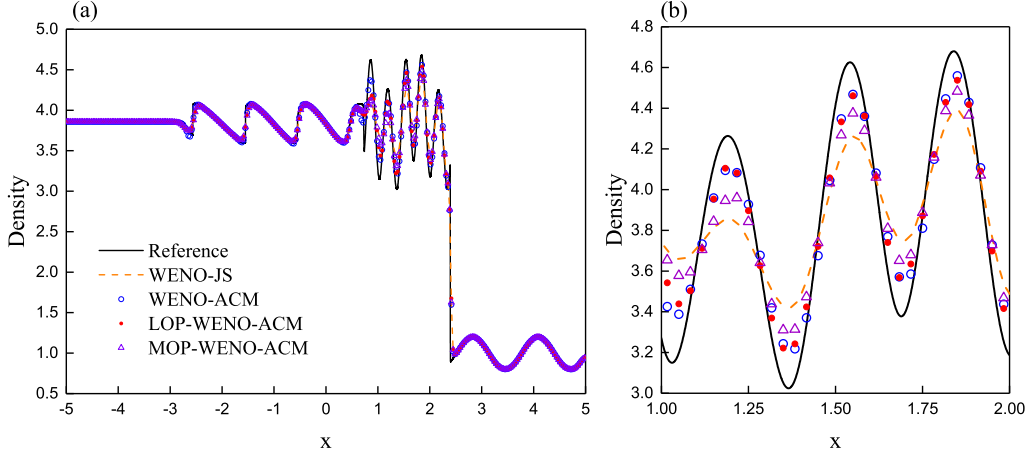 (a)
5.0
4.5
4.0
3.5
3.0
2.5
2.0
1.5
1.0
0.5
Density
Reference
WENO-JS
WENO-ACM
LOP-WENO-ACM
MOP-WENO-ACM
-5 -4 -3 -2 -1 0 1 2 3 4 5
x
(b)
4.8
4.6
4.4
4.2
4.0
3.8
3.6
3.4
3.2
3.0
Density
1.00 1.25 1.50 1.75 2.00
x